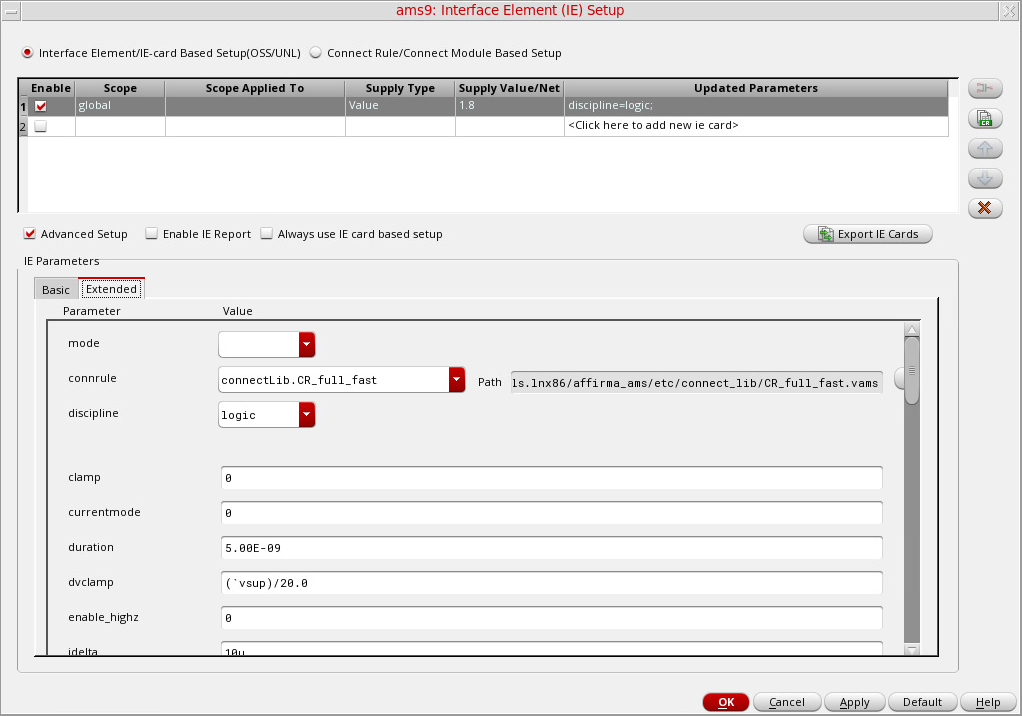 ams9: Interface Element (IE) Setup
Interface Element/IE-card Based Setup(OSS/UNL) Connect Rule/Connect Module Based Setup
Enable Scope Scope Applied To Supply Type Supply Value/Net Updated Parameters
1 global Value 1.8 discipline=logic;
2 <Click here to add new ie card>
CR
Advanced Setup Enable IE Report Always use IE card based setup Export IE Cards
IE Parameters
Basic Extended
Parameter Value
mode
connrule connectLib.CR_full_fast Path ls.lnx86/affirma_ams/etc/connect_lib/CR_full_fast.vams
discipline logic
clamp 0
currentmode 0
duration 5.00E-09
dvclamp (`vsup)/20.0
enable_highz 0
idelta 10u
OK Cancel Apply Default Help